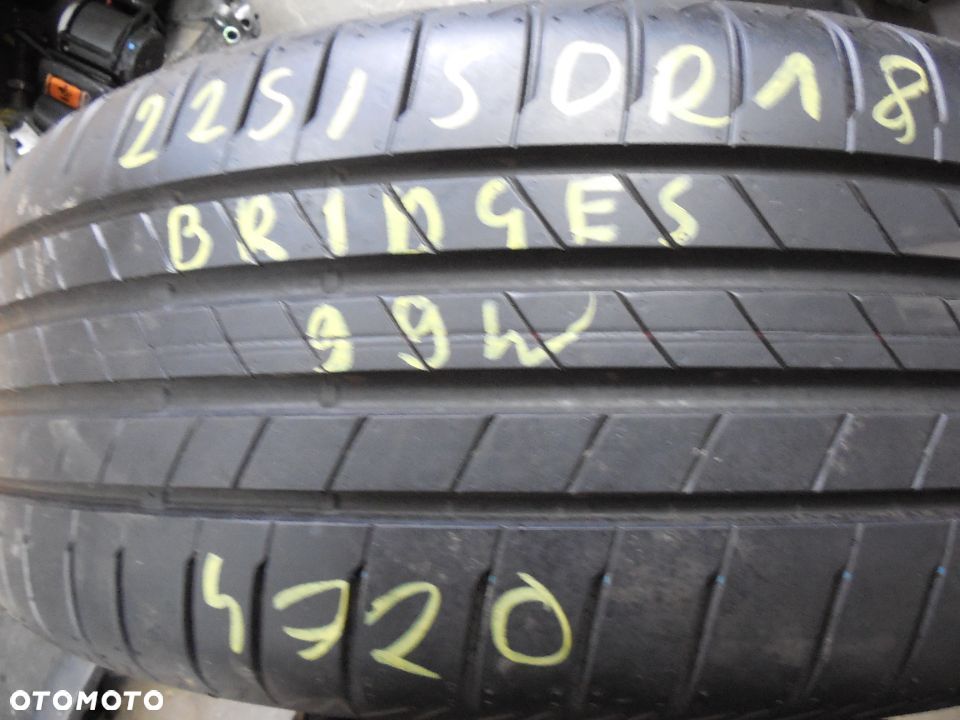 225/50R18
BRIDGES
99W
4720
OTOMOTO